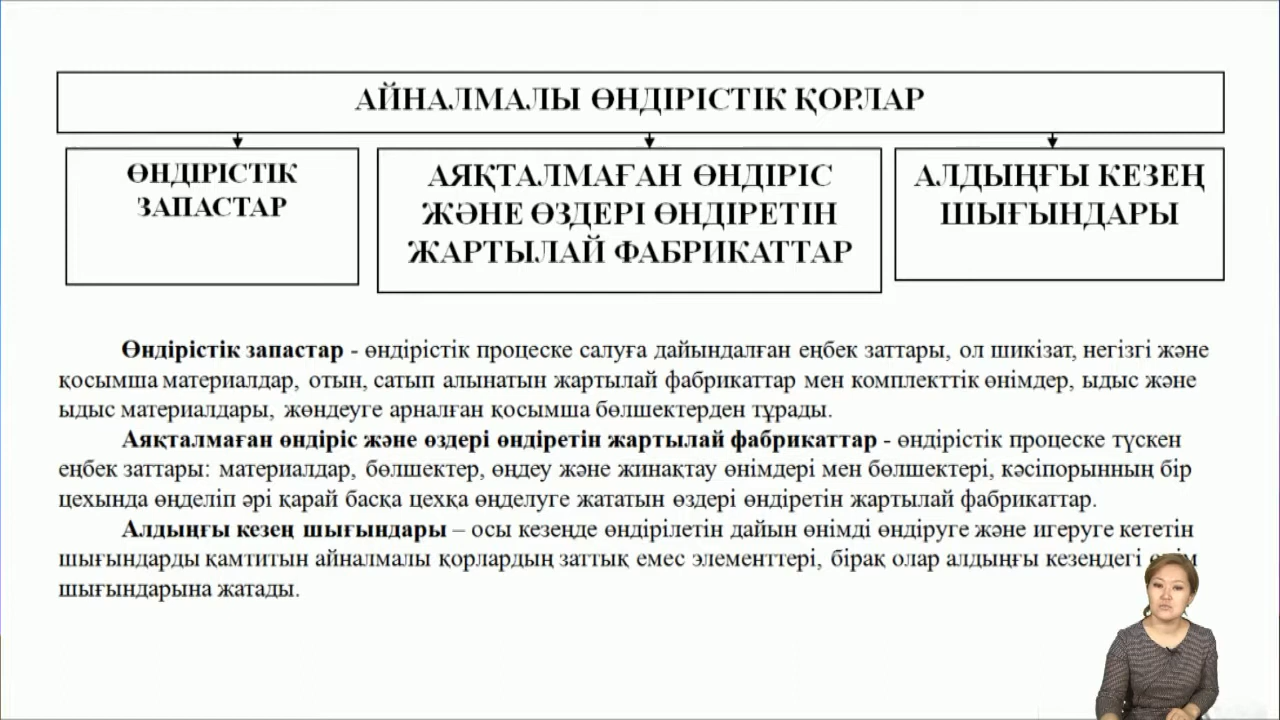 АЙНАЛМАЛЫ ӨНДІРІСТІК ҚОРЛАР
ӨНДІРІСТІК
ЗАПАСТАР
АЯҚТАЛМАҒАН ӨНДІРІС
ЖӘНЕ ӨЗДЕРІ ӨНДІРЕТІН
ЖАРТЫЛАЙ ФАБРИКАТТАР
АЛДЫҢҒЫ КЕЗЕҢ
ШЫҒЫНДАРЫ
Өндірістік запастар - өндірістік процеске салуға дайындалған еңбек заттары, ол шикізат, негізгі және
қосымша материалдар, отын, сатып алынатын жартылай фабрикаттар мен комплекттік өнімдер, ыдыс және
ыдыс материалдары, жөндеуге арналған қосымша бөлшектерден тұрады.
Аяқталмаған өндіріс және өздері өндіретін жартылай фабрикаттар - өндірістік процеске түскен
еңбек заттары: материалдар, бөлшектер, өңдеу және жинақтау өнімдері мен бөлшектері, кәсіпорынның бір
цехында өңделіп әрі қарай басқа цехқа өңделуге жататын өздері өндіретін жартылай фабрикаттар.
Алдыңғы кезең шығындары – осы кезеңде өндірілетін дайын өнімді өндіруге және игеруге кететін
шығындарды қамтитын айналмалы қорлардың заттық емес элементтері, бірақ олар алдыңғы кезеңдегі
шығындарына жатады.